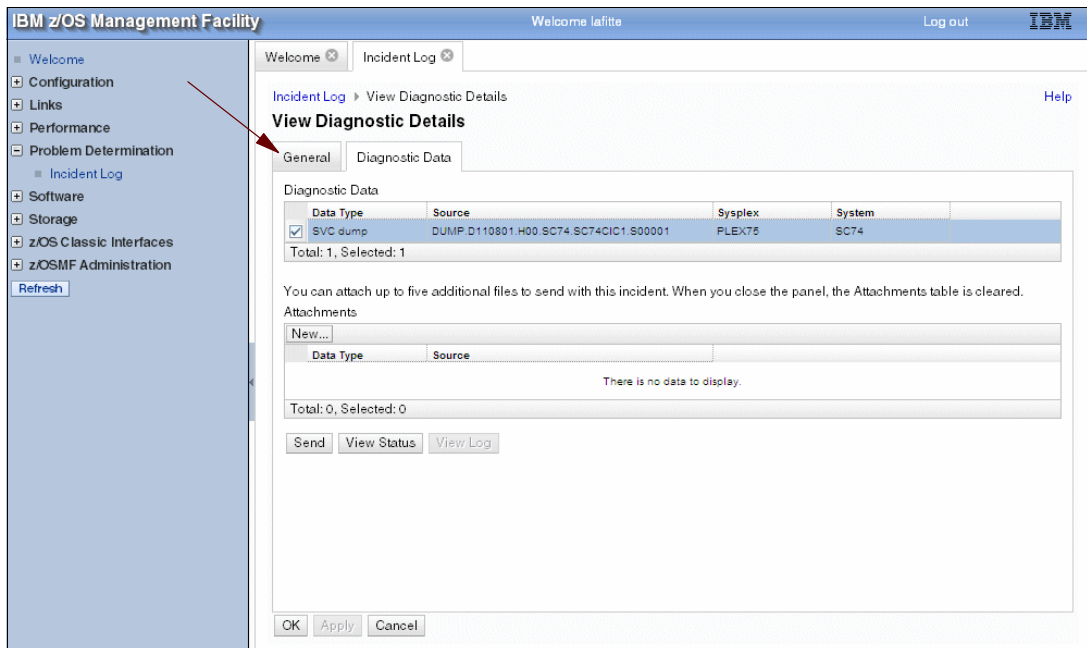 IBM z/OS Management Facility Welcome lafitte Log out IBM
Welcome
Configuration
Links
Performance
Problem Determination
Incident Log
Software
Storage
z/OS Classic Interfaces
z/OSMF Administration
Refresh
Welcome Incident Log
Incident Log View Diagnostic Details Help
View Diagnostic Details
General Diagnostic Data
Diagnostic Data
Data Type Source Sysplex System
SVC dump DUMP.D110801.H00.SC74.SC74CIC1.S00001 PLEX75 SC74
Total: 1, Selected: 1
You can attach up to five additional files to send with this incident. When you close the panel, the Attachments table is cleared.
Attachments
New...
Data Type Source
There is no data to display.
Total: 0, Selected: 0
Send View Status View Log
OK Apply Cancel